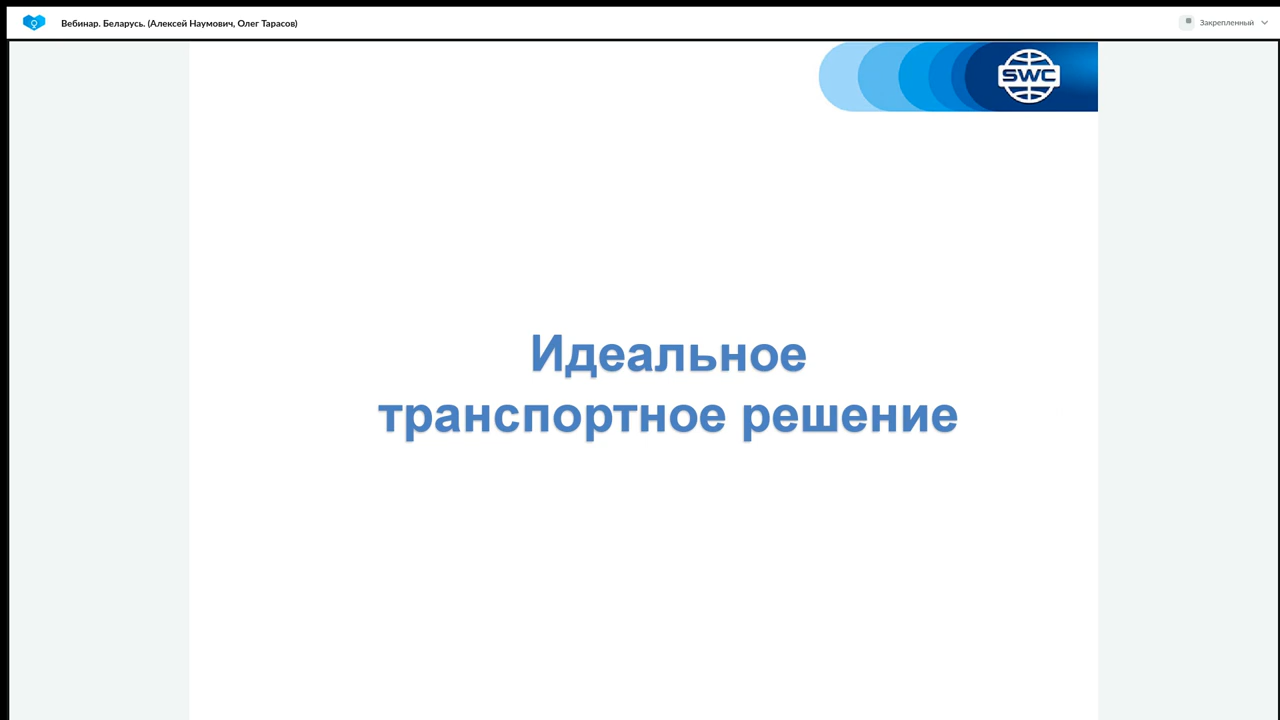 Вебинар. Беларусь. (Алексей Наумович, Олег Тарасов)
Закрепленный
SWC
Идеальное
транспортное решение